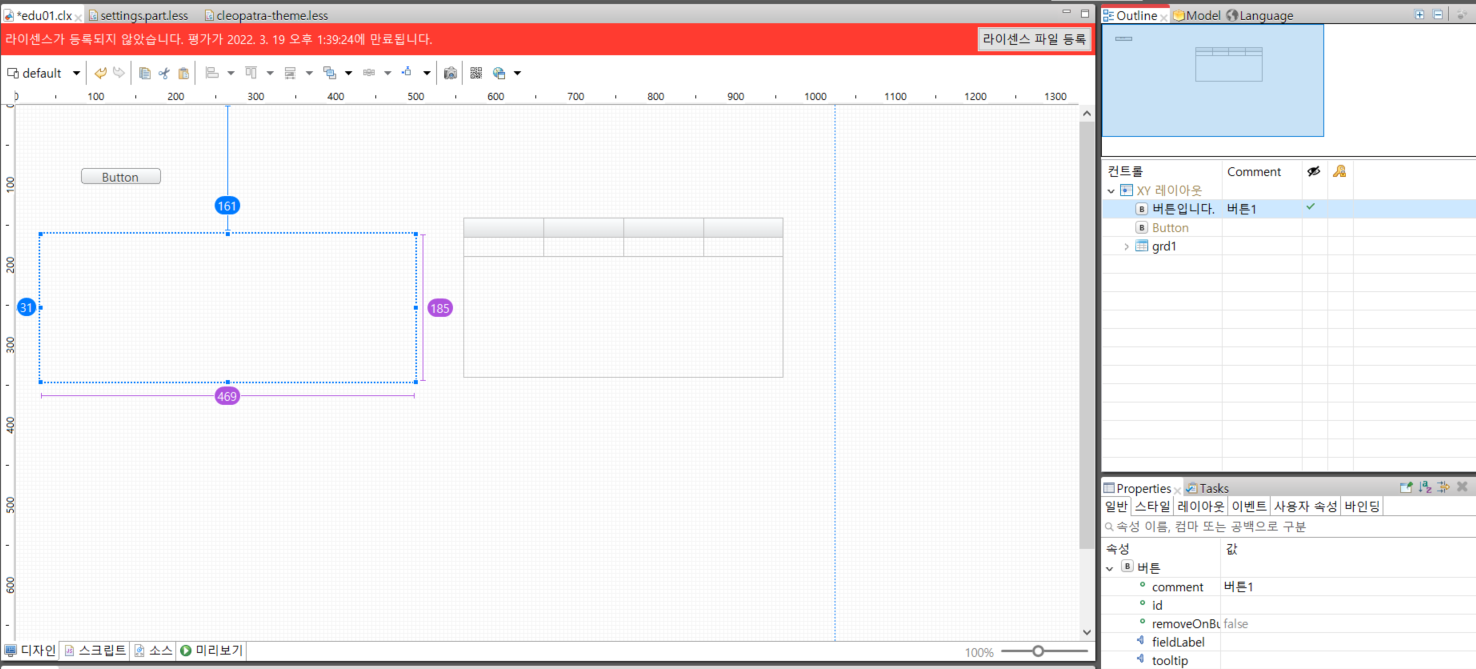 *edu01.clx settings.part.less cleopatra-theme.less
라이센스가 등록되지 않았습니다. 평가가 2022. 3. 19 오후 1:39:24에 만료됩니다. 라이센스 파일 등록
default
0 100 200 300 400 500 600 700 800 900 1000 1100 1200 1300
0
100
200
300
400
500
600
Button
161
31
185
469
디자인 스크립트 소스 미리보기
100%
Outline Model Language
컨트롤 Comment
XY 레이아웃
B 버튼입니다. 버튼1
B Button
grd1
Properties Tasks
일반 스타일 레이아웃 이벤트 사용자 속성 바인딩
속성 이름, 컴마 또는 공백으로 구분
속성 값
B 버튼
comment 버튼1
id
removeOnBu false
fieldLabel
tooltip